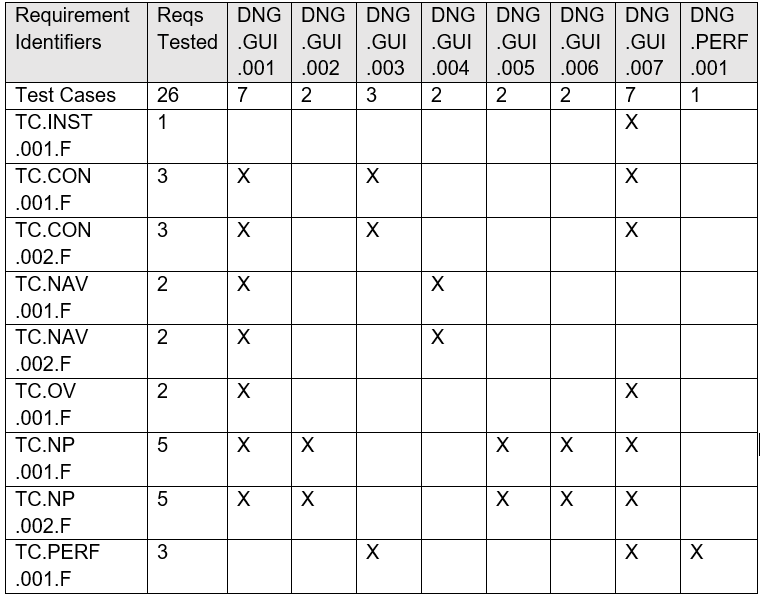 Requirement Identifiers | Reqs Tested | DNG .GUI .001 | DNG .GUI .002 | DNG .GUI .003 | DNG .GUI .004 | DNG .GUI .005 | DNG .GUI .006 | DNG .GUI .007 | DNG .PERF .001
Test Cases | 26 | 7 | 2 | 3 | 2 | 2 | 2 | 7 | 1
TC.INST .001.F | 1 | | | | | | | X |
TC.CON .001.F | 3 | X | | X | | | | X |
TC.CON .002.F | 3 | X | | X | | | | X |
TC.NAV .001.F | 2 | X | | | X | | | |
TC.NAV .002.F | 2 | X | | | X | | | |
TC.OV .001.F | 2 | X | | | | | | X |
TC.NP .001.F | 5 | X | X | | | X | X | X |
TC.NP .002.F | 5 | X | X | | | X | X | X |
TC.PERF .001.F | 3 | | | X | | | | X | X